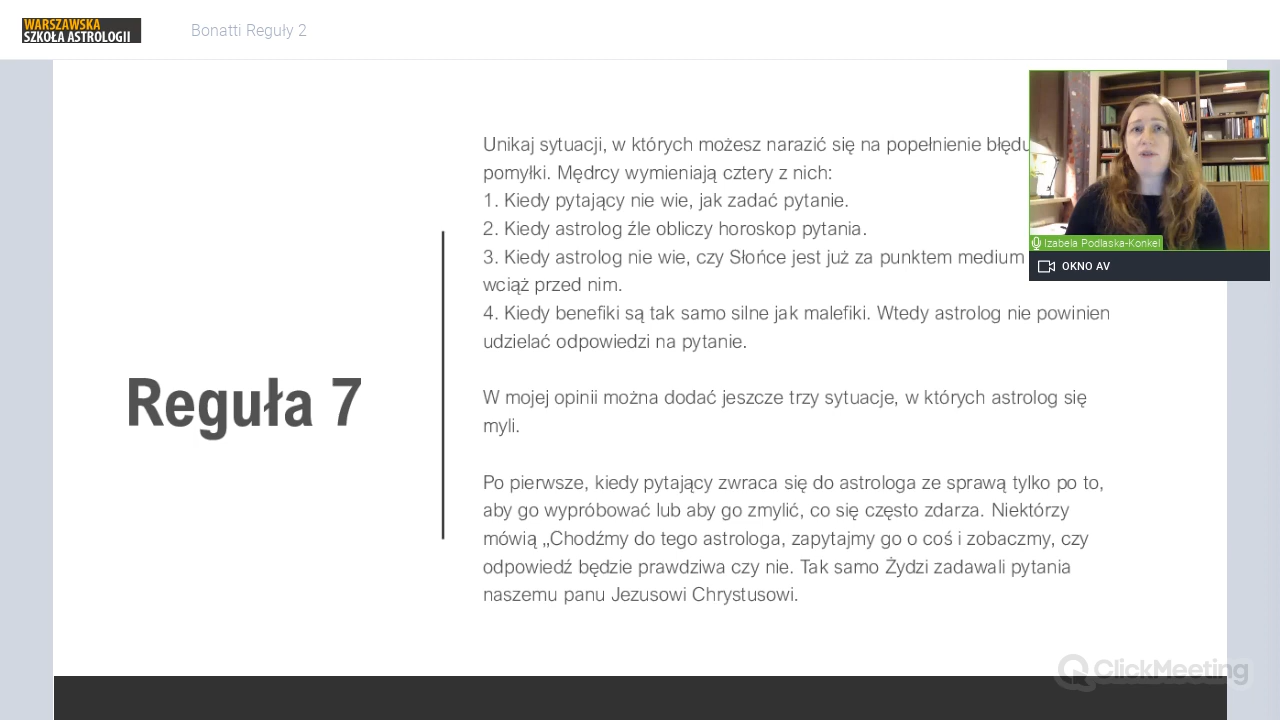 WARSZAWSKA
SZKOŁA ASTROLOGII
Bonatti Reguły 2
Reguła 7
Unikaj sytuacji, w których możesz narazić się na popełnienie błędu
pomyłki. Mędrcy wymieniają cztery z nich:
1. Kiedy pytający nie wie, jak zadać pytanie.
2. Kiedy astrolog źle obliczy horoskop pytania.
3. Kiedy astrolog nie wie, czy Słońce jest już za punktem medium
wciąż przed nim.
4. Kiedy benefiki są tak samo silne jak malefiki. Wtedy astrolog nie powinien
udzielać odpowiedzi na pytanie.
W mojej opinii można dodać jeszcze trzy sytuacje, w których astrolog się
myli.
Po pierwsze, kiedy pytający zwraca się do astrologa ze sprawą tylko po to,
aby go wypróbować lub aby go zmylić, co się często zdarza. Niektórzy
mówią „Chodźmy do tego astrologa, zapytajmy go o coś i zobaczmy, czy
odpowiedź będzie prawdziwa czy nie. Tak samo Żydzi zadawali pytania
naszemu panu Jezusowi Chrystusowi.
Izabela Podlaska-Konkel
OKNO AV
ClickMeeting